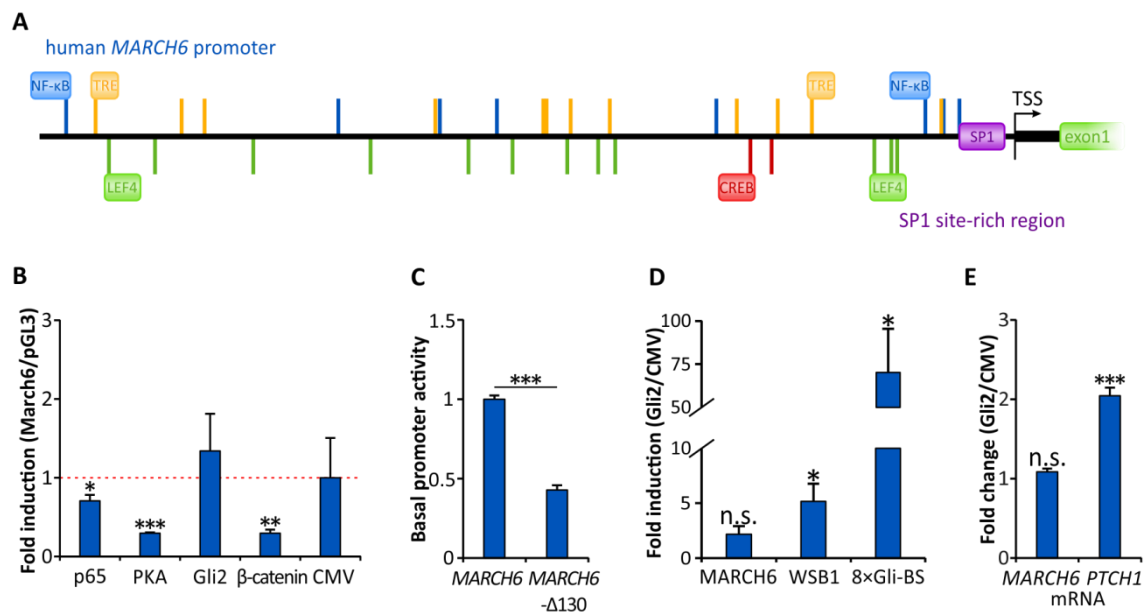 A
human MARCH6 promoter
NF-κB
TRE
TRE
NF-κB
TSS
SP1
exon1
LEF4
CREB
LEF4
SP1 site-rich region
B
Fold induction (March6/pGL3)
3
2
1
0
*
***
**
p65 PKA Gli2 β-catenin CMV
C
Basal promoter activity
1.5
1
0.5
0
***
MARCH6 MARCH6
-Δ130
D
Fold induction (Gli2/CMV)
100
75
50
10
5
0
n.s.
*
*
MARCH6 WSB1 8×Gli-BS
E
Fold change (Gli2/CMV)
3
2
1
0
n.s.
***
MARCH6 PTCH1
mRNA